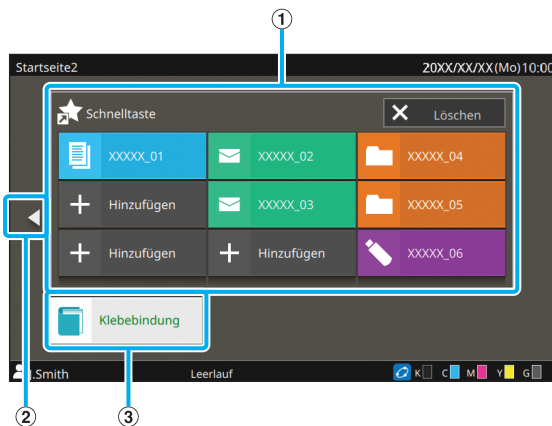 ①
Startseite2 20XX/XX/XX(Mo)10:00
Schnelltaste Löschen
XXXXX_01 XXXXX_02 XXXXX_04
Hinzufügen XXXXX_03 XXXXX_05
Hinzufügen Hinzufügen XXXXX_06
Klebebindung
J.Smith Leerlauf K C M Y G
② ③